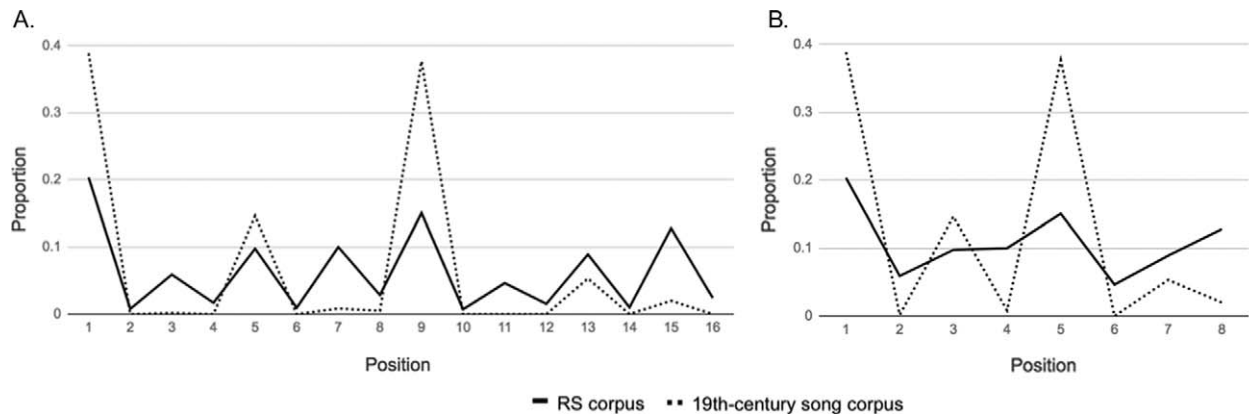 A.
Proportion
0.4
0.3
0.2
0.1
0
1 2 3 4 5 6 7 8 9 10 11 12 13 14 15 16
Position
B.
Proportion
0.4
0.3
0.2
0.1
0
1 2 3 4 5 6 7 8
Position
RS corpus 19th-century song corpus